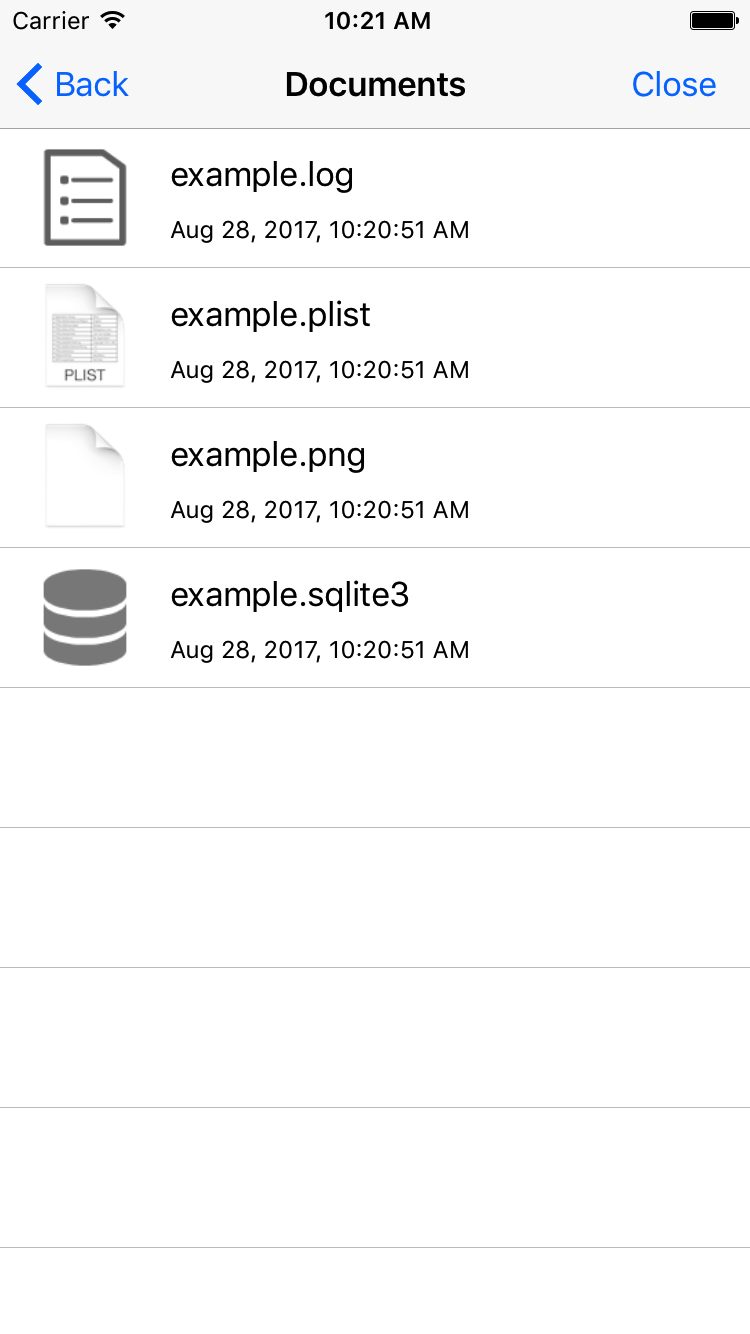 Carrier 10:21 AM
Back Documents Close
example.log
Aug 28, 2017, 10:20:51 AM
example.plist
PLIST
Aug 28, 2017, 10:20:51 AM
example.png
Aug 28, 2017, 10:20:51 AM
example.sqlite3
Aug 28, 2017, 10:20:51 AM